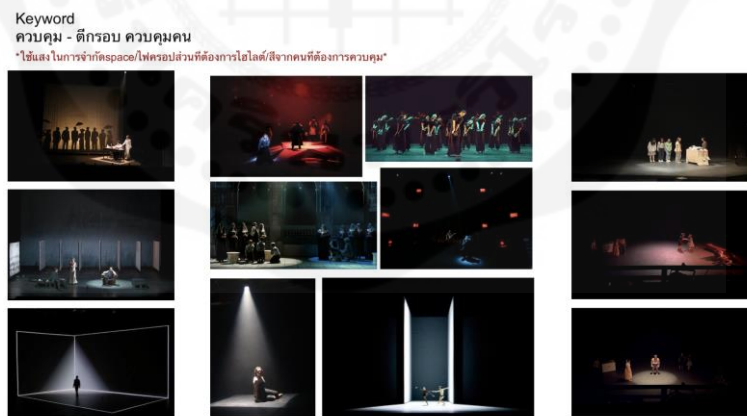 Keyword
ควบคุม - ตีกรอบ ควบคุมคน
*ใช้แสงในการจำกัดspace/ไฟครอปส่วนที่ต้องการไฮไลต์/สีจากคนที่ต้องการควบคุม*